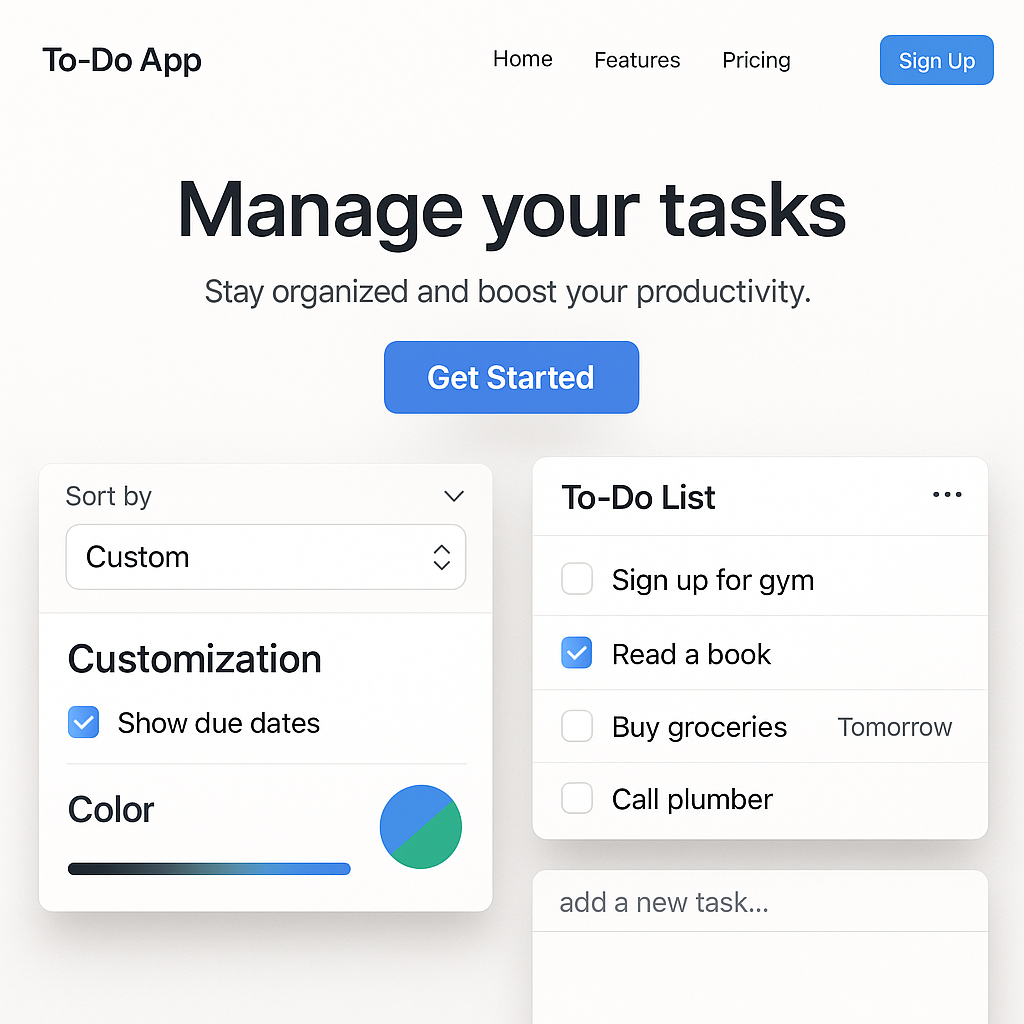 To-Do App
Home
Features
Pricing
Sign Up
Manage your tasks
Stay organized and boost your productivity.
Get Started
Sort by
Custom
Customization
Show due dates
Color
To-Do List
Sign up for gym
Read a book
Buy groceries Tomorrow
Call plumber
add a new task...